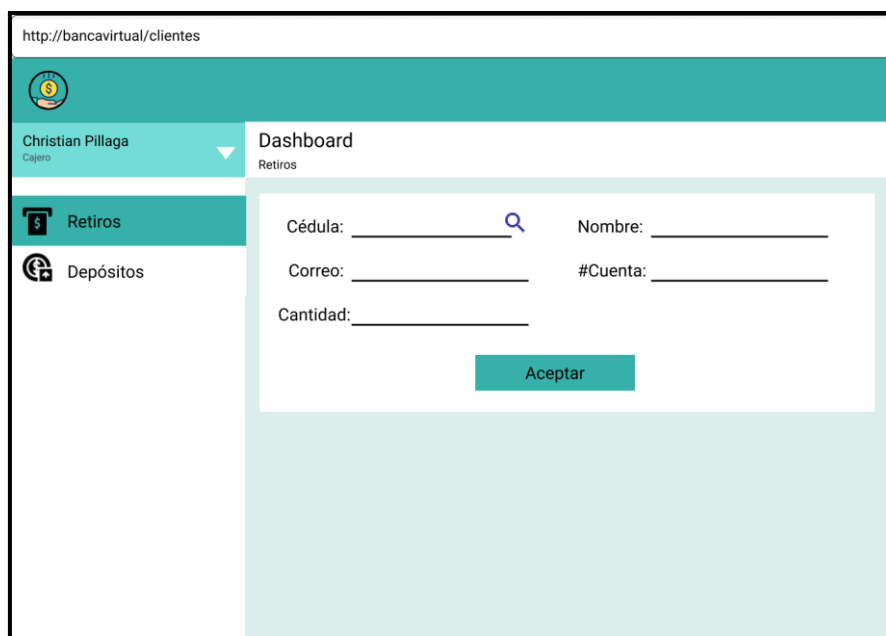 http://bancavirtual/clientes
Christian Pillaga
Cajero
Dashboard
Retiros
Retiros
Depósitos
Cédula:
Nombre:
Correo:
#Cuenta:
Cantidad:
Aceptar